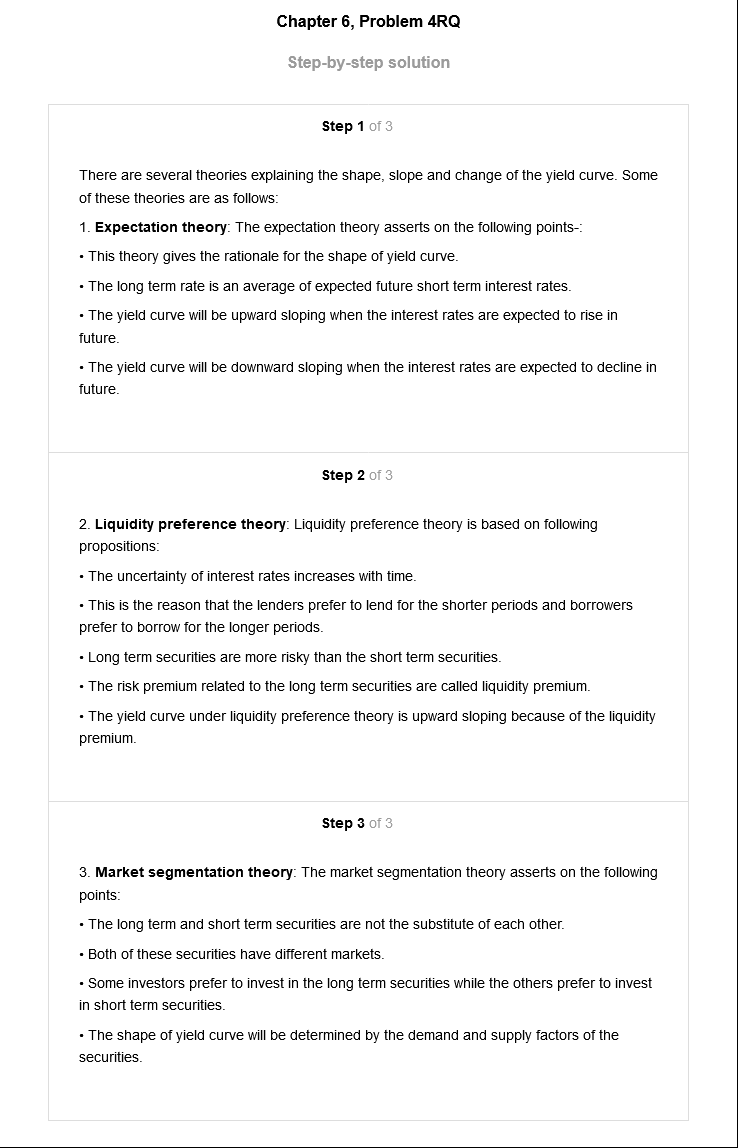 Chapter 6, Problem 4RQ
Step-by-step solution
Step 1 of 3
There are several theories explaining the shape, slope and change of the yield curve. Some
of these theories are as follows:
1. Expectation theory: The expectation theory asserts on the following points-:
• This theory gives the rationale for the shape of yield curve.
• The long term rate is an average of expected future short term interest rates.
• The yield curve will be upward sloping when the interest rates are expected to rise in
future.
• The yield curve will be downward sloping when the interest rates are expected to decline in
future.
Step 2 of 3
2. Liquidity preference theory: Liquidity preference theory is based on following
propositions:
• The uncertainty of interest rates increases with time.
• This is the reason that the lenders prefer to lend for the shorter periods and borrowers
prefer to borrow for the longer periods.
• Long term securities are more risky than the short term securities.
• The risk premium related to the long term securities are called liquidity premium.
• The yield curve under liquidity preference theory is upward sloping because of the liquidity
premium.
Step 3 of 3
3. Market segmentation theory: The market segmentation theory asserts on the following
points:
• The long term and short term securities are not the substitute of each other.
• Both of these securities have different markets.
• Some investors prefer to invest in the long term securities while the others prefer to invest
in short term securities.
• The shape of yield curve will be determined by the demand and supply factors of the
securities.